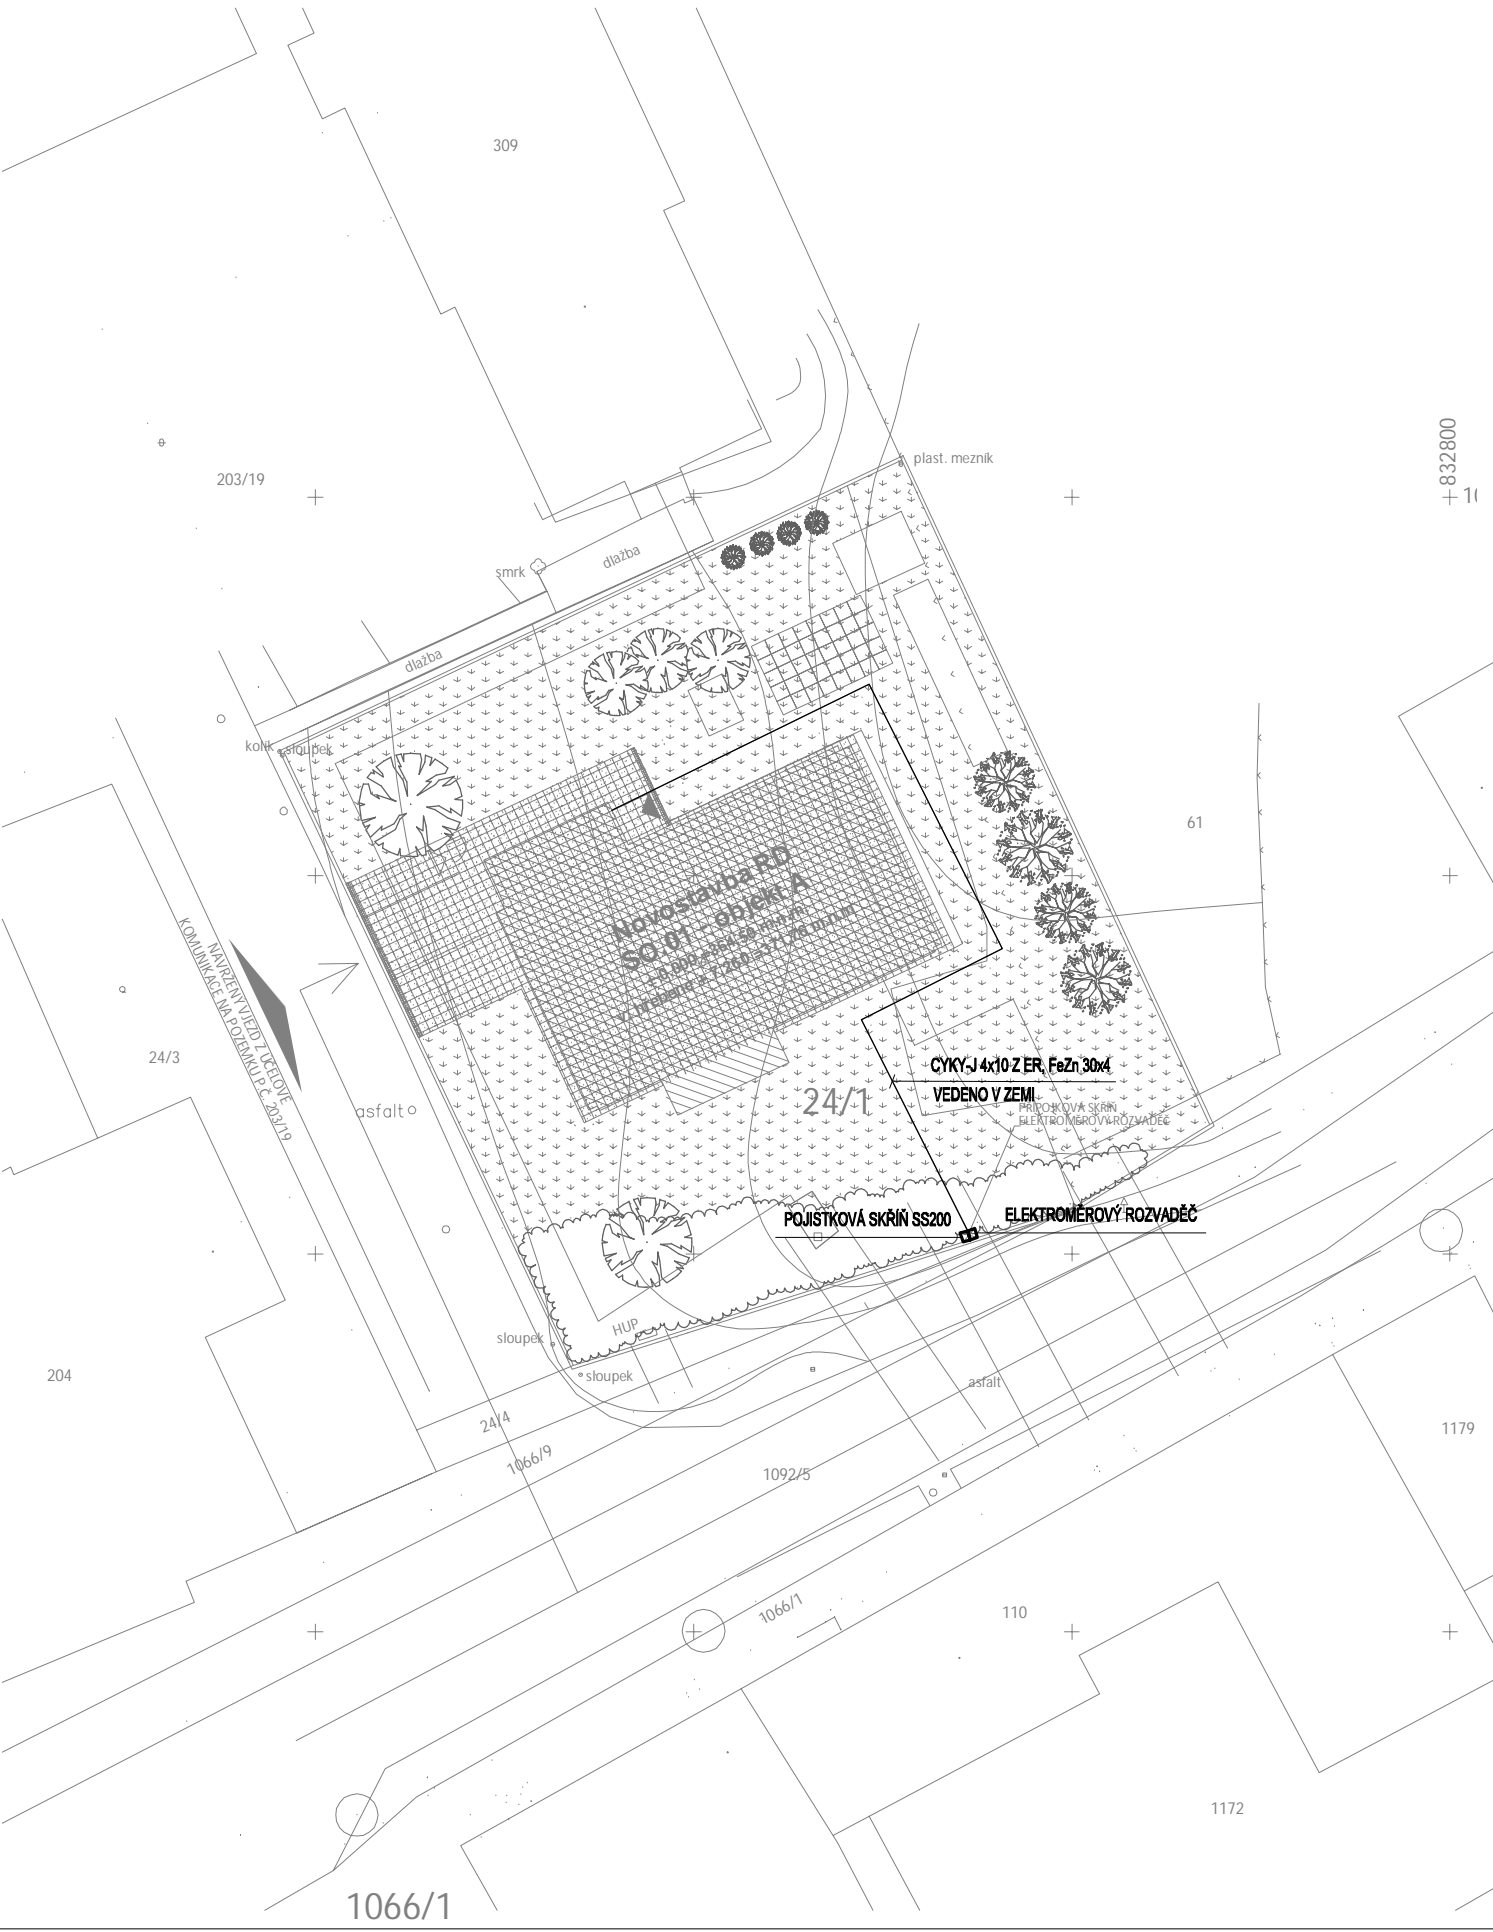 309
832800
plast. mezník
203/19
10
dlažba
smrk
dlažba
kolík
sloupek
61
Novostavba RD
SO.01 - objekt A
NAVRŽENÝ VJEZD Z ÚČELOVÉ
KOMUNIKACE NA POZEMKU P.Č. 203/19
24/3
asfalt
24/1
CYKY-J 4x10 Z ER, FeZn 30x4
VEDENO V ZEMI
PŘÍPOJKOVÁ SKŘÍŇ
ELEKTROMĚROVÝ ROZVADĚČ
POJISTKOVÁ SKŘÍŇ SS200
ELEKTROMĚROVÝ ROZVADĚČ
HUP
sloupek
sloupek
204
asfalt
24/4
1066/9
1092/5
1179
1066/1
110
1172
1066/1